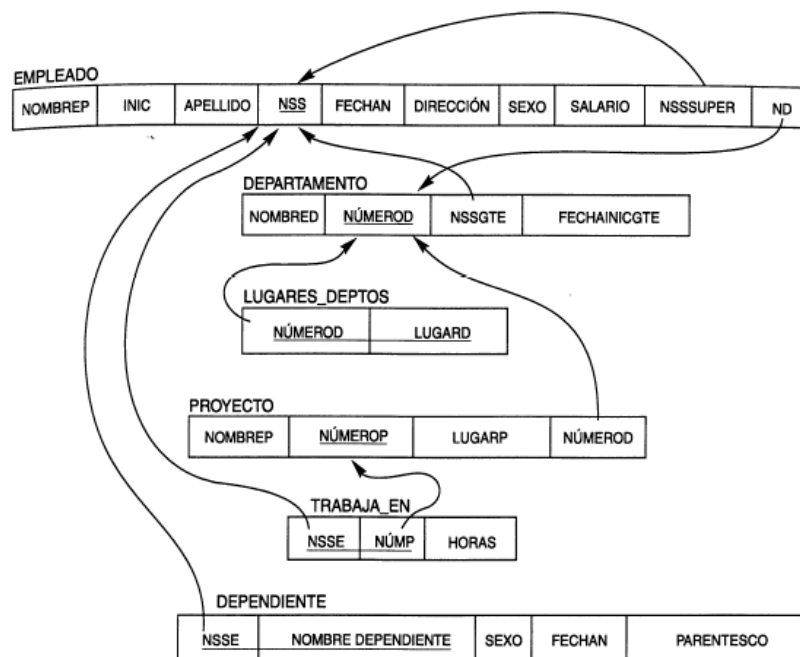 EMPLEADO
NOMBREP INIC APELLIDO NSS FECHAN DIRECCIÓN SEXO SALARIO NSSSUPER ND
DEPARTAMENTO
NOMBRED NÚMEROD NSSGTE FECHAINICGTE
LUGARES_DEPTOS
NÚMEROD LUGARD
PROYECTO
NOMBREP NÚMEROP LUGARP NÚMEROD
TRABAJA_EN
NSSE NÚMP HORAS
DEPENDIENTE
NSSE NOMBRE DEPENDIENTE SEXO FECHAN PARENTESCO